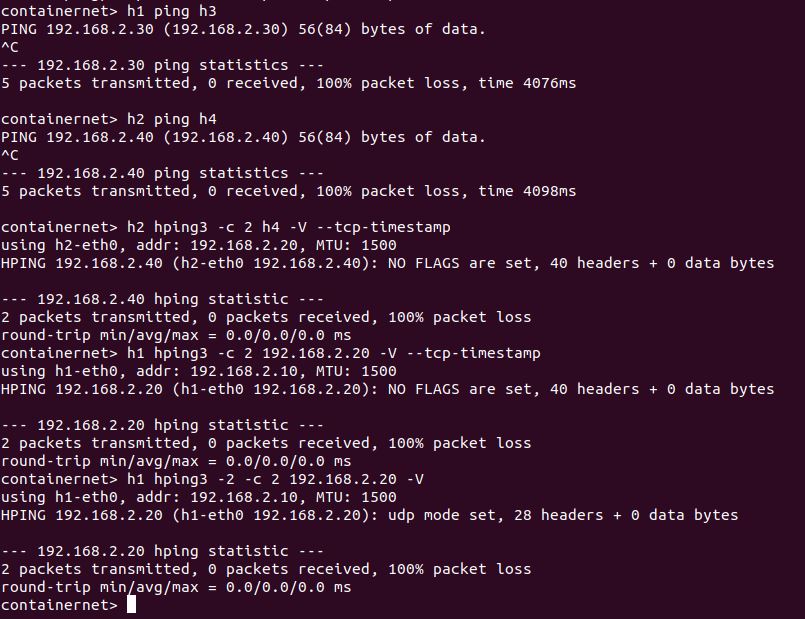 containernet> h1 ping h3
PING 192.168.2.30 (192.168.2.30) 56(84) bytes of data.
^C
--- 192.168.2.30 ping statistics ---
5 packets transmitted, 0 received, 100% packet loss, time 4076ms

containernet> h2 ping h4
PING 192.168.2.40 (192.168.2.40) 56(84) bytes of data.
^C
--- 192.168.2.40 ping statistics ---
5 packets transmitted, 0 received, 100% packet loss, time 4098ms

containernet> h2 hping3 -c 2 h4 -V --tcp-timestamp
using h2-eth0, addr: 192.168.2.20, MTU: 1500
HPING 192.168.2.40 (h2-eth0 192.168.2.40): NO FLAGS are set, 40 headers + 0 data bytes

--- 192.168.2.40 hping statistic ---
2 packets transmitted, 0 packets received, 100% packet loss
round-trip min/avg/max = 0.0/0.0/0.0 ms
containernet> h1 hping3 -c 2 192.168.2.20 -V --tcp-timestamp
using h1-eth0, addr: 192.168.2.10, MTU: 1500
HPING 192.168.2.20 (h1-eth0 192.168.2.20): NO FLAGS are set, 40 headers + 0 data bytes

--- 192.168.2.20 hping statistic ---
2 packets transmitted, 0 packets received, 100% packet loss
round-trip min/avg/max = 0.0/0.0/0.0 ms
containernet> h1 hping3 -2 -c 2 192.168.2.20 -V
using h1-eth0, addr: 192.168.2.10, MTU: 1500
HPING 192.168.2.20 (h1-eth0 192.168.2.20): udp mode set, 28 headers + 0 data bytes

--- 192.168.2.20 hping statistic ---
2 packets transmitted, 0 packets received, 100% packet loss
round-trip min/avg/max = 0.0/0.0/0.0 ms
containernet>